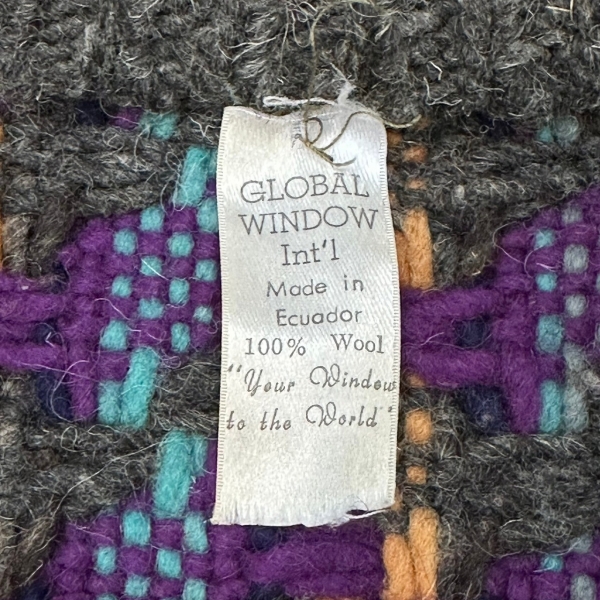 GLOBAL
WINDOW
Int'l
Made in
Ecuador
100% Wool
"Your Window
to the World"